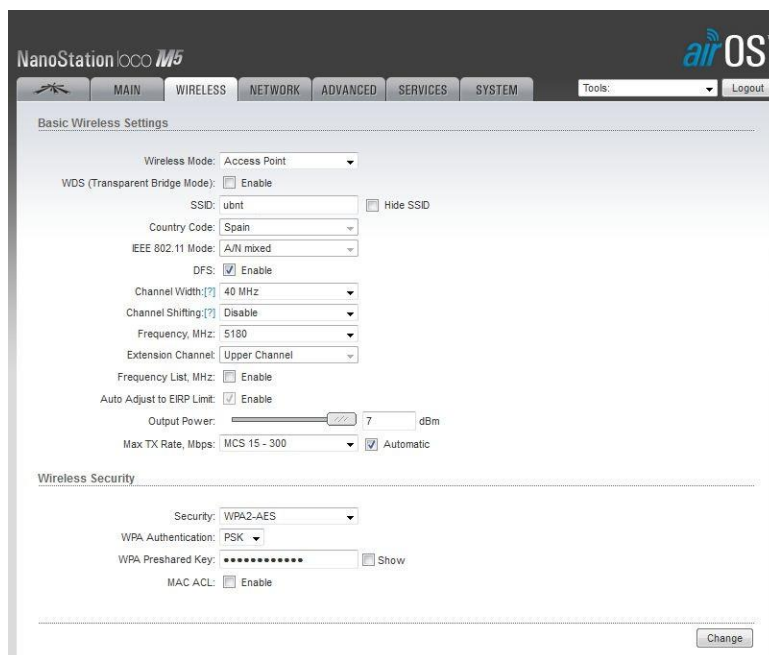 NanoStation loco M5
airOS
MAIN WIRELESS NETWORK ADVANCED SERVICES SYSTEM Tools: Logout
Basic Wireless Settings
Wireless Mode: Access Point
WDS (Transparent Bridge Mode): Enable
SSID: ubnt Hide SSID
Country Code: Spain
IEEE 802.11 Mode: A/N mixed
DFS: Enable
Channel Width:[?] 40 MHz
Channel Shifting:[?] Disable
Frequency, MHz: 5180
Extension Channel: Upper Channel
Frequency List, MHz: Enable
Auto Adjust to EIRP Limit: Enable
Output Power: 7 dBm
Max TX Rate, Mbps: MCS 15 - 300 Automatic
Wireless Security
Security: WPA2-AES
WPA Authentication: PSK
WPA Preshared Key: •••••••••••• Show
MAC ACL: Enable
Change